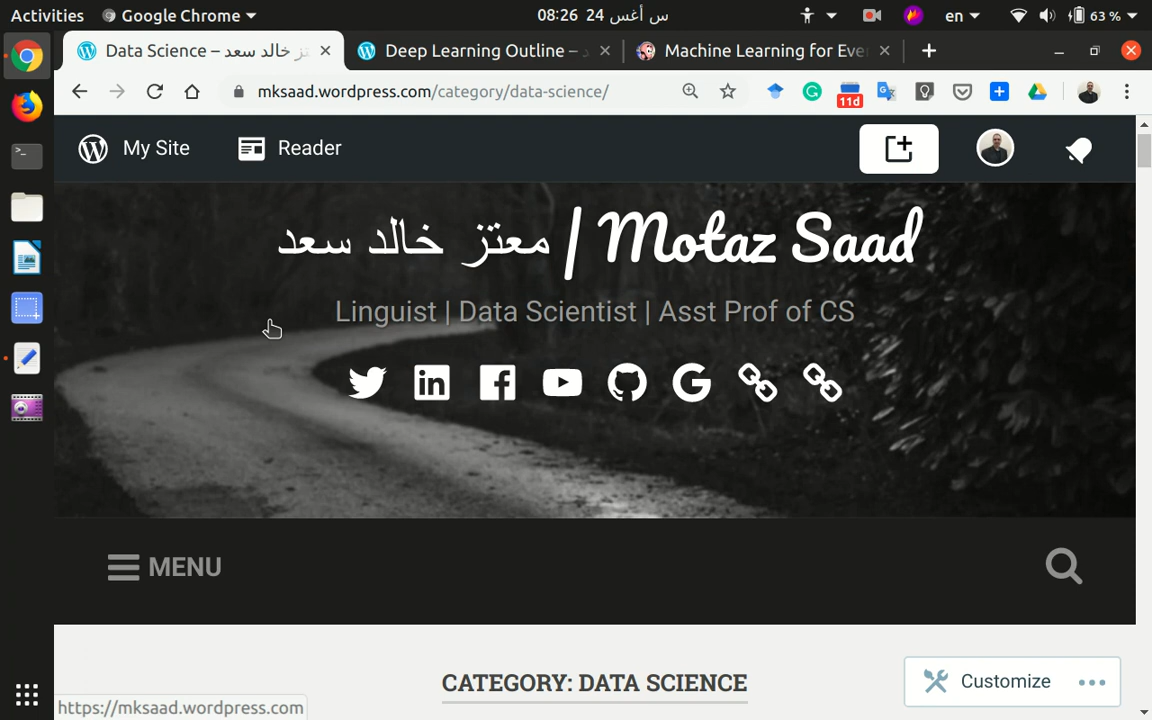 Activities
Google Chrome
س أغس 24 08:26
en
63 %
Data Science – معتز خالد سعد
Deep Learning Outline –
Machine Learning for Eve
mksaad.wordpress.com/category/data-science/
11d
My Site
Reader
معتز خالد سعد | Motaz Saad
Linguist | Data Scientist | Asst Prof of CS
MENU
CATEGORY: DATA SCIENCE
Customize
https://mksaad.wordpress.com